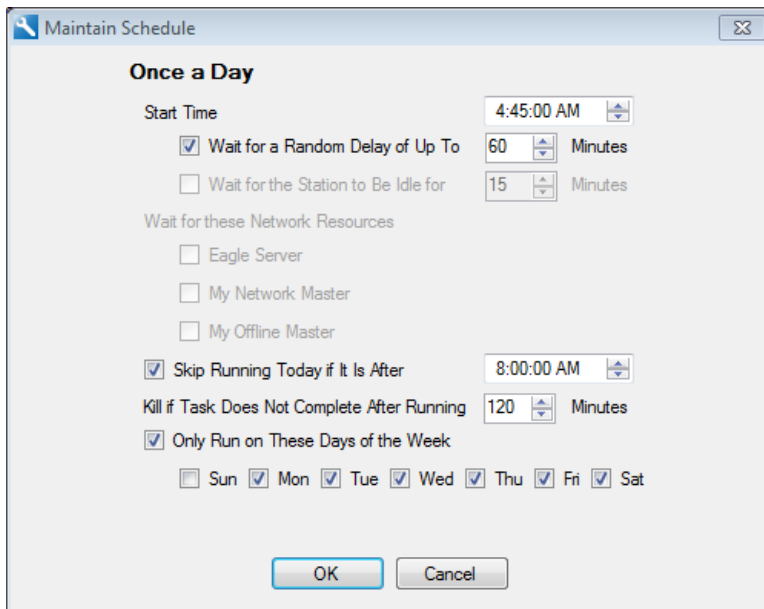 Maintain Schedule
Once a Day
Start Time 4:45:00 AM
Wait for a Random Delay of Up To 60 Minutes
Wait for the Station to Be Idle for 15 Minutes
Wait for these Network Resources
Eagle Server
My Network Master
My Offline Master
Skip Running Today if It Is After 8:00:00 AM
Kill if Task Does Not Complete After Running 120 Minutes
Only Run on These Days of the Week
Sun Mon Tue Wed Thu Fri Sat
OK Cancel